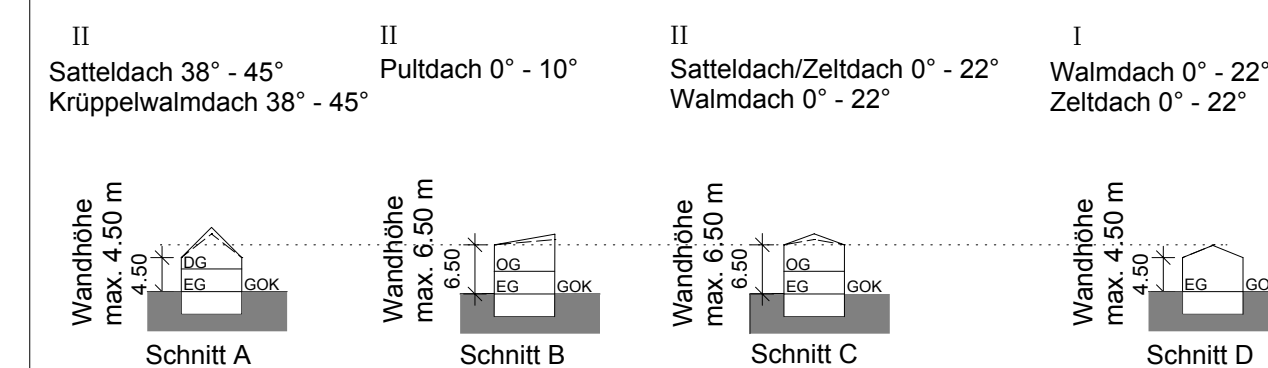 II
Satteldach 38° - 45°
Krüppelwalmdach 38° - 45°
Wandhöhe
max. 4.50 m
4.50
DG
EG
GOK
Schnitt A
II
Pultdach 0° - 10°
Wandhöhe
max. 6.50 m
6.50
OG
EG
GOK
Schnitt B
II
Satteldach/Zeltdach 0° - 22°
Walmdach 0° - 22°
Wandhöhe
max. 6.50 m
6.50
OG
EG
GOK
Schnitt C
I
Walmdach 0° - 22°
Zeltdach 0° - 22°
Wandhöhe
max. 4.50 m
4.50
EG
GO
Schnitt D